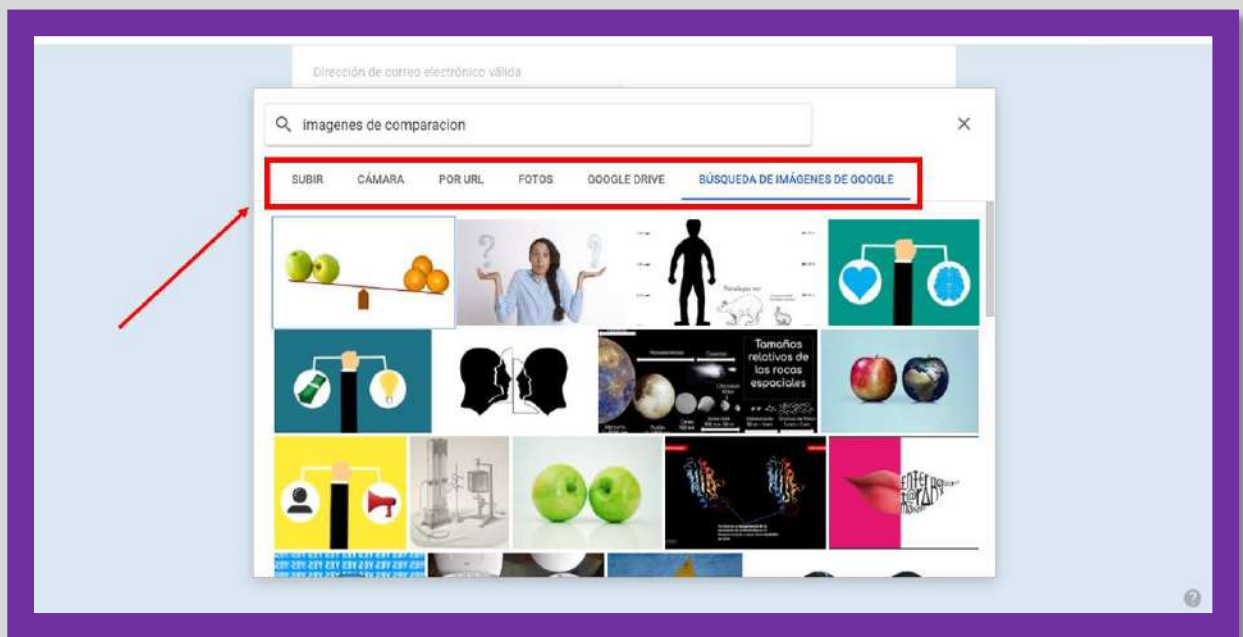 Dirección de correo electrónico válida
imagenes de comparacion
SUBIR CÁMARA POR URL FOTOS GOOGLE DRIVE BÚSQUEDA DE IMÁGENES DE GOOGLE
Tamaños
relativos de
las rocas
espaciales